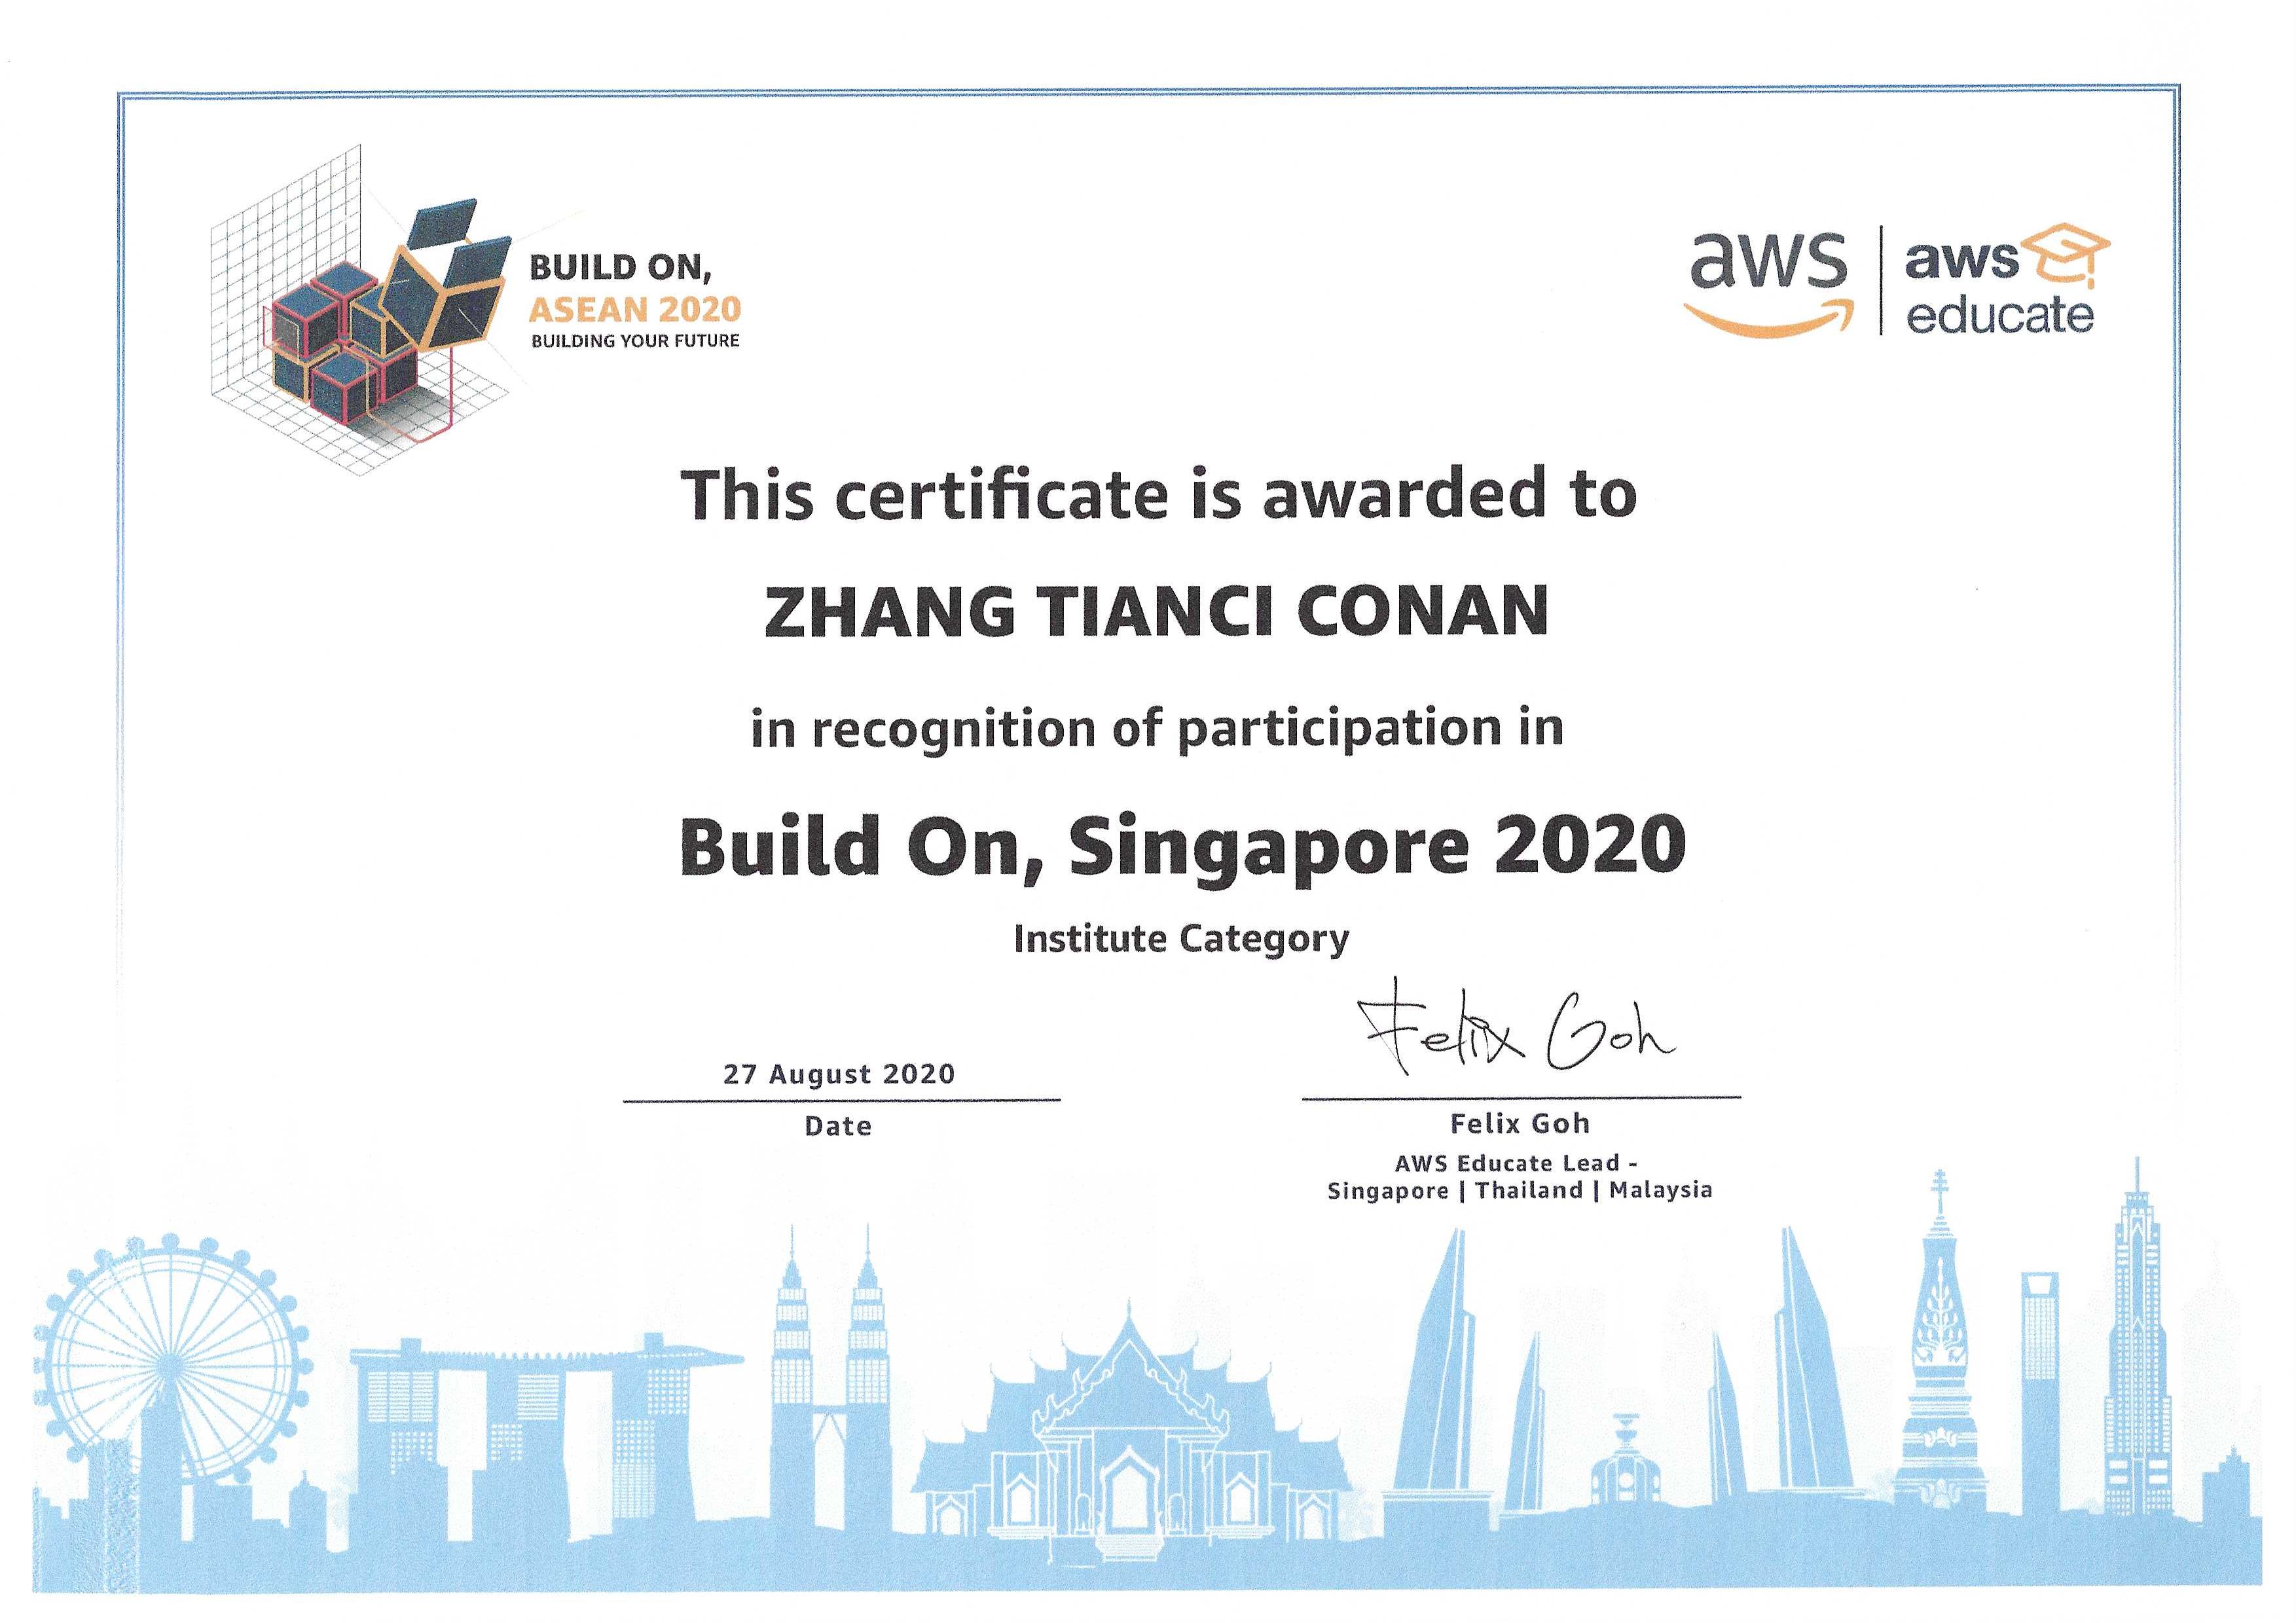 BUILD ON,
ASEAN 2020
BUILDING YOUR FUTURE
aws
aws
educate
This certificate is awarded to
ZHANG TIANCI CONAN
in recognition of participation in
Build On, Singapore 2020
Institute Category
27 August 2020
Date
Felix Goh
Felix Goh
AWS Educate Lead -
Singapore | Thailand | Malaysia